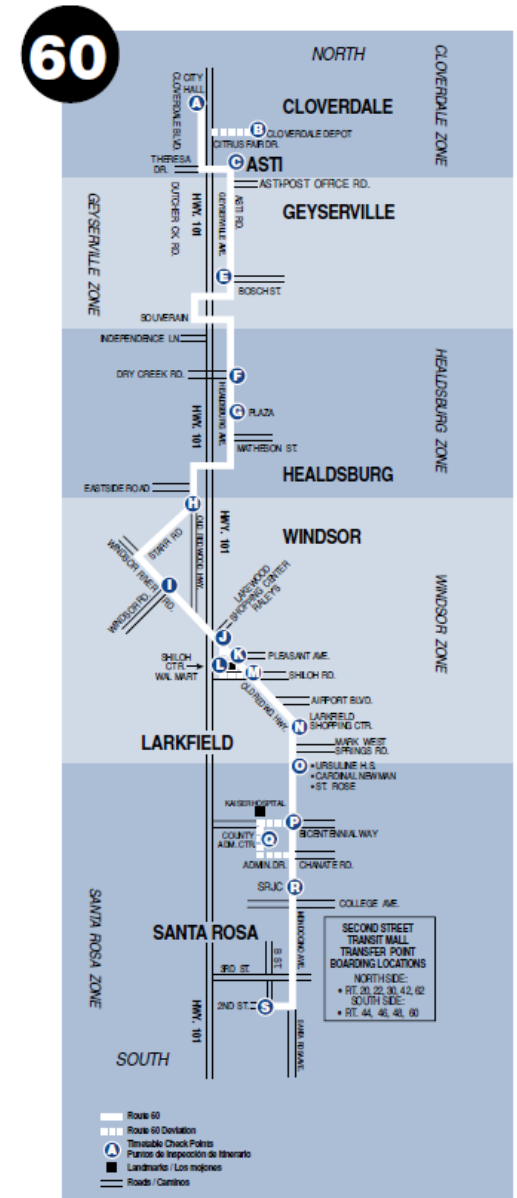 60
NORTH
CLOVERDALE ZONE
CITY
HALL
CLOVERDALE BLVD.
A
CLOVERDALE
B
CLOVERDALE DEPOT
CITRUS FAIR DR.
THERESA
DR.
C
ASTI
ASTI-POST OFFICE RD.
GEYSERVILLE ZONE
DUTCHER CK RD.
HWY. 101
GEYSERVILLE AVE.
ASTI RD.
GEYSERVILLE
E
BOSCH ST.
SOUVERAIN
INDEPENDENCE LN.
DRY CREEK RD.
F
HEALDSBURG ZONE
HWY. 101
HEALDSBURG AVE.
G
PLAZA
MATHESON ST.
HEALDSBURG
EASTSIDE ROAD
H
OLD REDWOOD HWY.
HWY. 101
WINDSOR
STARR RD
WINDSOR RIVER RD.
I
WINDSOR RD.
LAKEWOOD
SHOPPING CENTER
RALEYS
WINDSOR ZONE
J
K
PLEASANT AVE.
SHILOH
CTR.
WAL MART
L
M
SHILOH RD.
OLD RED WD. HWY.
AIRPORT BLVD.
N
LARKFIELD
SHOPPING CTR.
LARKFIELD
MARK WEST
SPRINGS RD.
O
• URSULINE H.S.
• CARDINAL NEWMAN
• ST. ROSE
KAISER HOSPITAL
P
BICENTENNIAL WAY
COUNTY
ADM. CTR.
Q
ADMIN. DR.
CHANATE RD.
SRJC
R
COLLEGE AVE.
SANTA ROSA ZONE
SANTA ROSA
MENDOCINO AVE.
B ST.
3RD ST.
2ND ST.
S
SANTA ROSA AVE.
HWY. 101
SECOND STREET
TRANSIT MALL
TRANSFER POINT
BOARDING LOCATIONS
NORTH SIDE:
• RT. 20, 22, 30, 42, 62
SOUTH SIDE:
• RT. 44, 46, 48, 60
SOUTH
Route 60
Route 60 Deviation
A
Timetable Check Points
Puntos de Inspección de Itinerario
Landmarks / Los mojones
Roads / Caminos